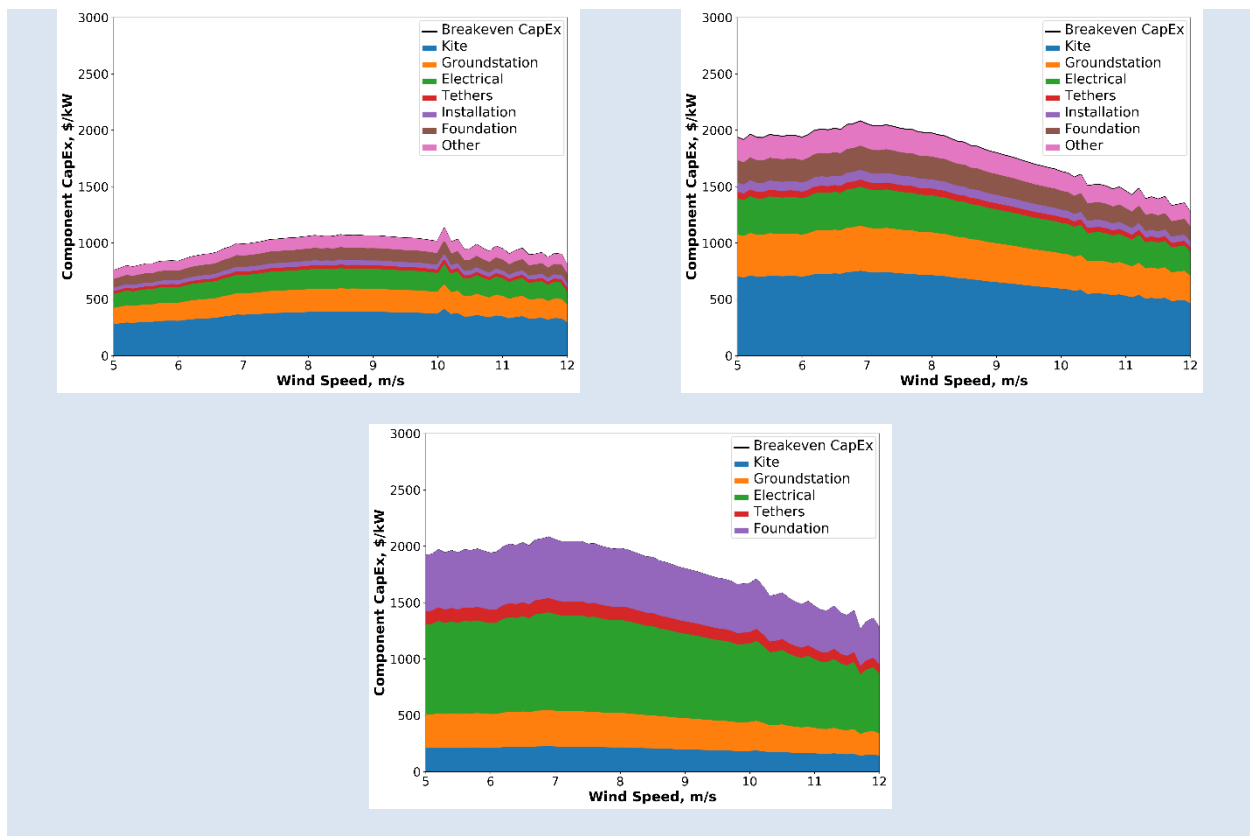 3000
2500
2000
1500
1000
500
0
Component CapEx, $/kW
Breakeven CapEx
Kite
Groundstation
Electrical
Tethers
Installation
Foundation
Other
5 6 7 8 9 10 11 12
Wind Speed, m/s
3000
2500
2000
1500
1000
500
0
Component CapEx, $/kW
Breakeven CapEx
Kite
Groundstation
Electrical
Tethers
Installation
Foundation
Other
5 6 7 8 9 10 11 12
Wind Speed, m/s
3000
2500
2000
1500
1000
500
0
Component CapEx, $/kW
Breakeven CapEx
Kite
Groundstation
Electrical
Tethers
Foundation
5 6 7 8 9 10 11 12
Wind Speed, m/s